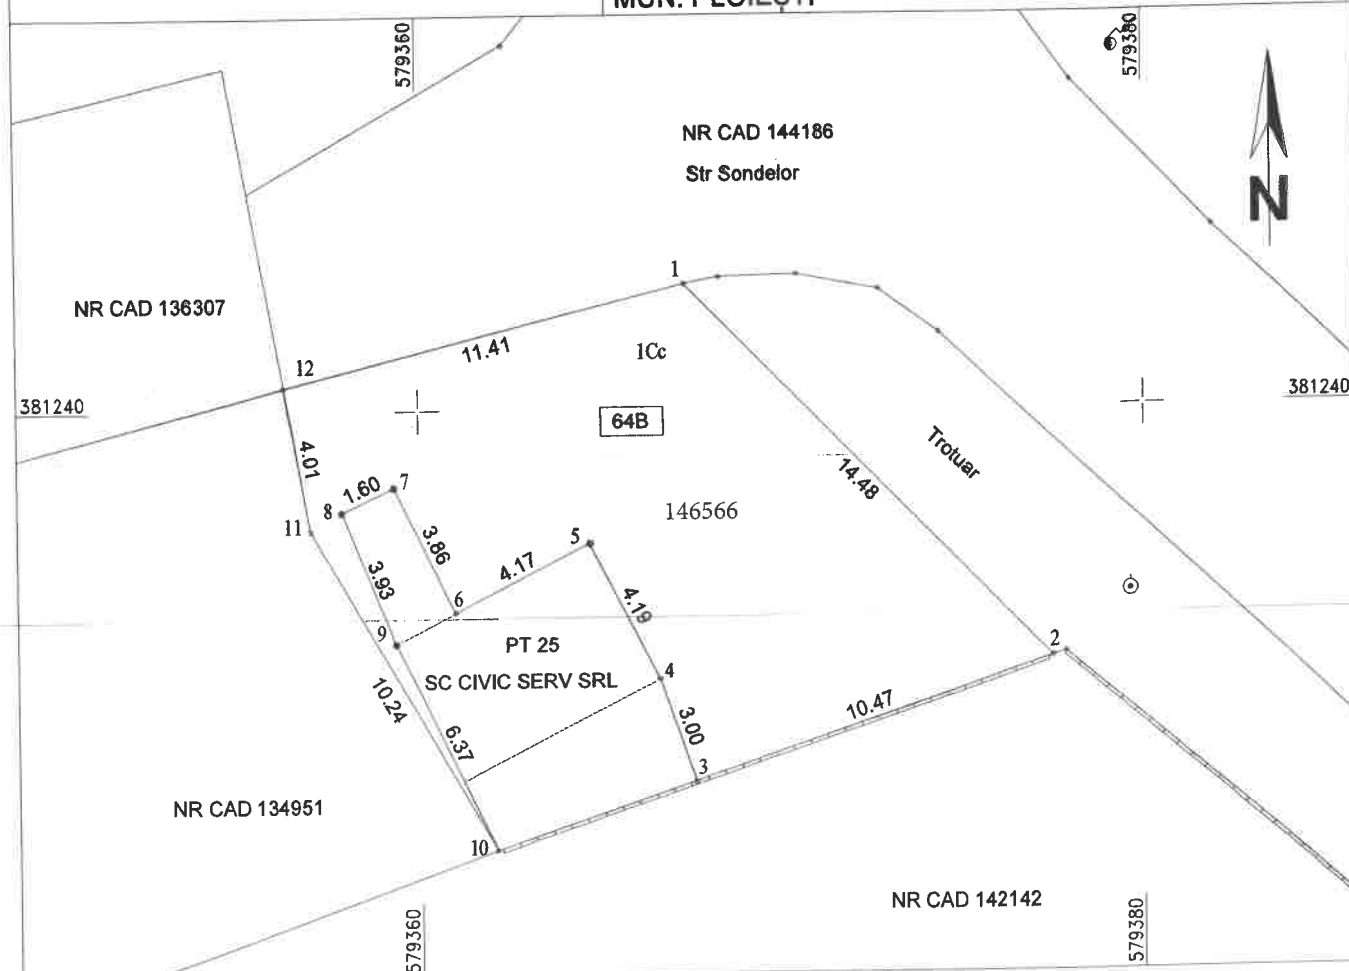 MUN. PLOIEŞTI
579360
579380
NR CAD 144186
Str Sondelor
N
1
NR CAD 136307
12
11.41
1Cc
381240
381240
64B
Trotuar
4.01
14.48
1.60
7
8
146566
11
3.86
5
4.17
3.93
4.19
6
9
PT 25
2
SC CIVIC SERV SRL
4
10.24
10.47
3.00
6.37
3
NR CAD 134951
10
NR CAD 142142
579360
579380